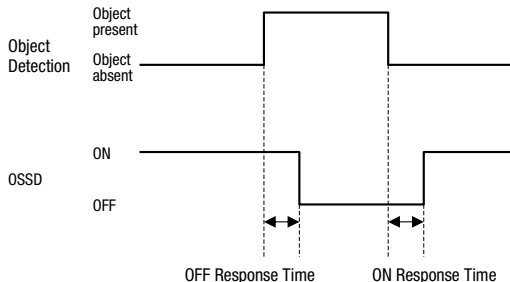 Object
present
Object
Detection
Object
absent
ON
OSSD
OFF
OFF Response Time
ON Response Time